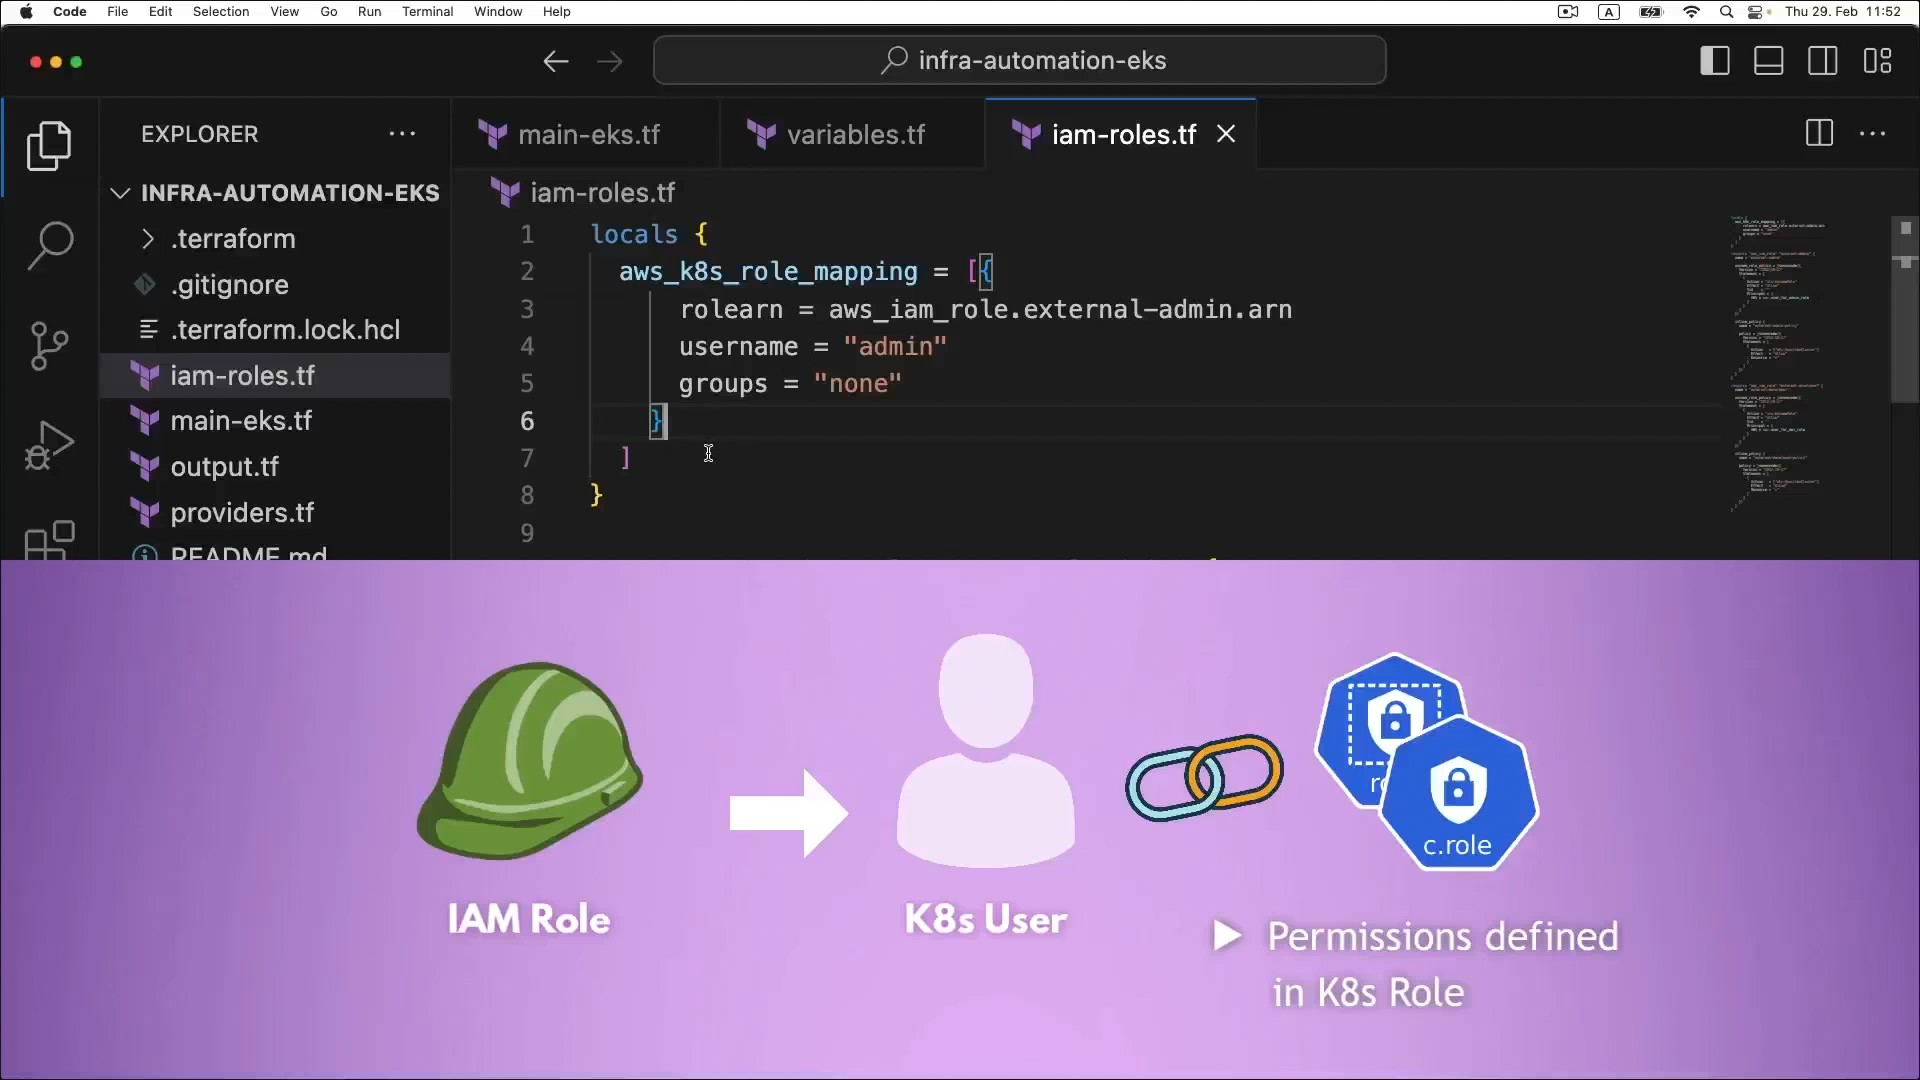 Code File Edit Selection View Go Run Terminal Window Help A Thu 29. Feb 11:52
infra-automation-eks
EXPLORER
main-eks.tf variables.tf iam-roles.tf
INFRA-AUTOMATION-EKS
.terraform
.gitignore
.terraform.lock.hcl
iam-roles.tf
main-eks.tf
output.tf
providers.tf
README.md
iam-roles.tf
1 locals {
2 aws_k8s_role_mapping = [{
3 rolearn = aws_iam_role.external-admin.arn
4 username = "admin"
5 groups = "none"
6 }
7 ]
8 }
9
IAM Role
K8s User
c.role
Permissions defined
in K8s Role